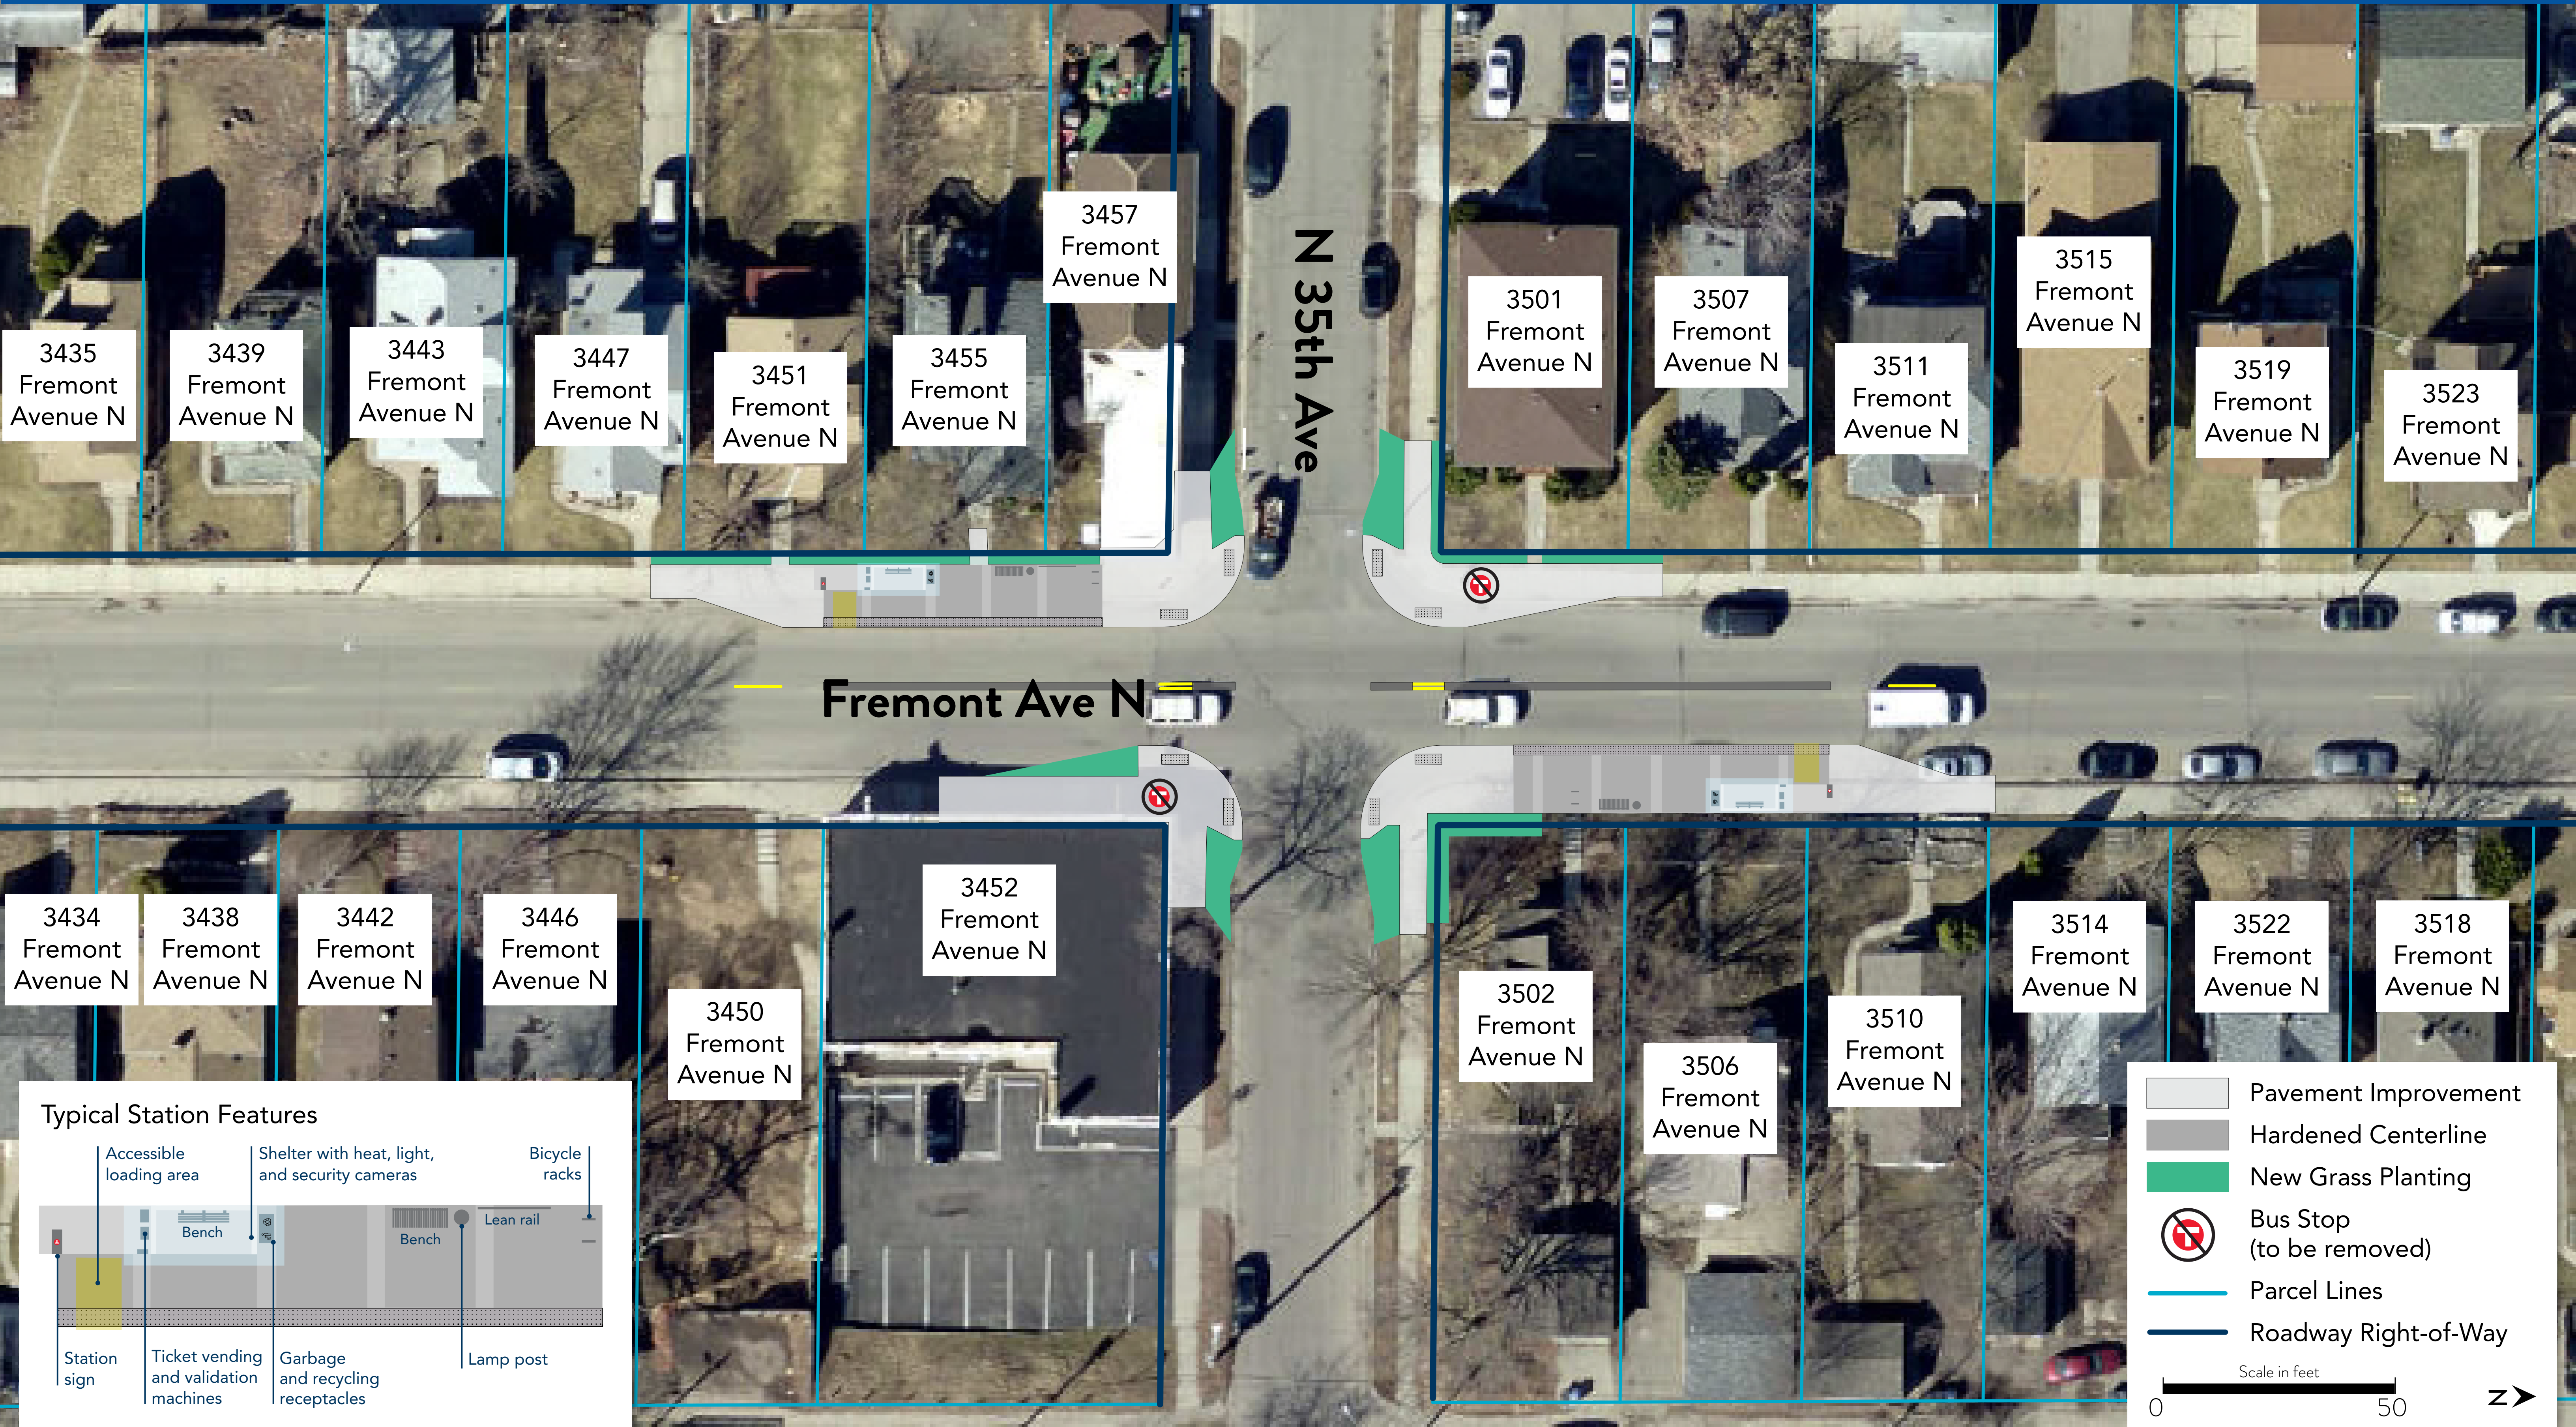 3435
Fremont
Avenue N
3439
Fremont
Avenue N
3443
Fremont
Avenue N
3447
Fremont
Avenue N
3451
Fremont
Avenue N
3455
Fremont
Avenue N
3457
Fremont
Avenue N
N 35th Ave
3501
Fremont
Avenue N
3507
Fremont
Avenue N
3511
Fremont
Avenue N
3515
Fremont
Avenue N
3519
Fremont
Avenue N
3523
Fremont
Avenue N
Fremont Ave N
3434
Fremont
Avenue N
3438
Fremont
Avenue N
3442
Fremont
Avenue N
3446
Fremont
Avenue N
3450
Fremont
Avenue N
3452
Fremont
Avenue N
3502
Fremont
Avenue N
3506
Fremont
Avenue N
3510
Fremont
Avenue N
3514
Fremont
Avenue N
3522
Fremont
Avenue N
3518
Fremont
Avenue N
Typical Station Features
Accessible
loading area
Shelter with heat, light,
and security cameras
Bicycle
racks
Bench
Bench
Lean rail
Station
sign
Ticket vending
and validation
machines
Garbage
and recycling
receptacles
Lamp post
Pavement Improvement
Hardened Centerline
New Grass Planting
Bus Stop
(to be removed)
Parcel Lines
Roadway Right-of-Way
Scale in feet
0 50
N